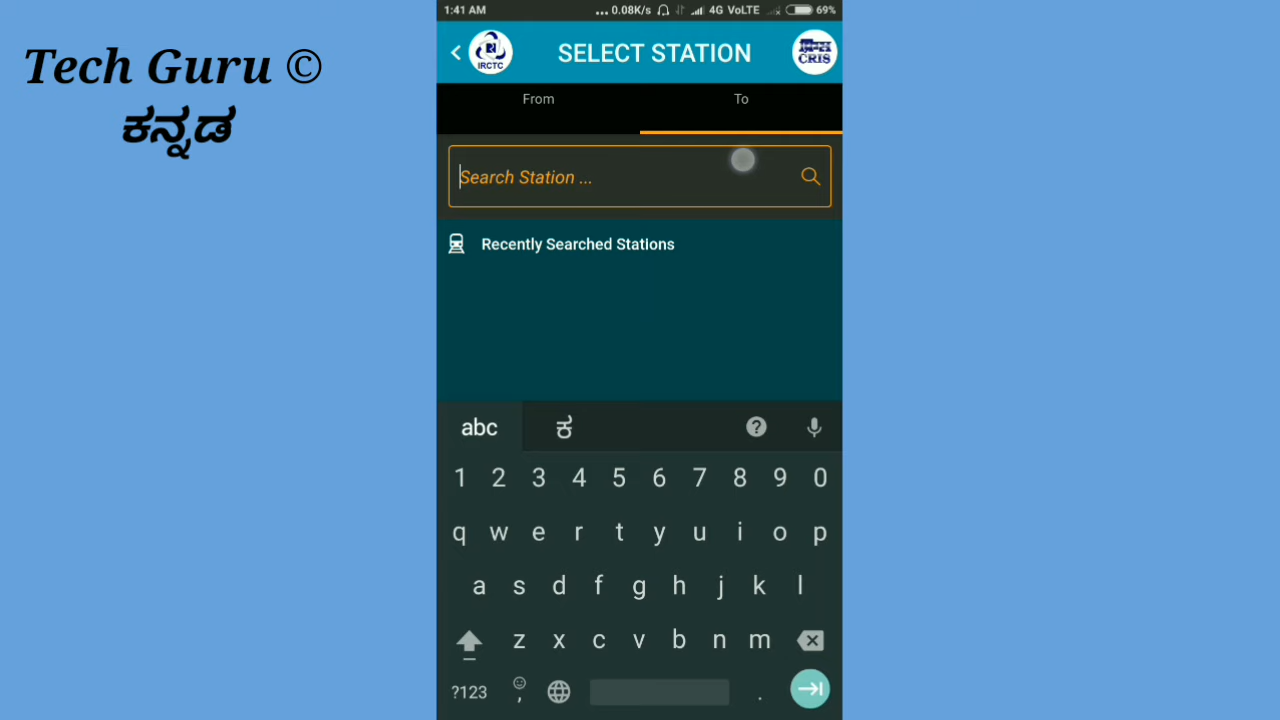 1:41 AM
... 0.08K/s 4G VoLTE 69%
Tech Guru ©
ಕನ್ನಡ
IRCTC
SELECT STATION
CRIS
From To
Search Station ...
Recently Searched Stations
abc ಕ ?
1 2 3 4 5 6 7 8 9 0
q w e r t y u i o p
a s d f g h j k l
z x c v b n m
?123 , .